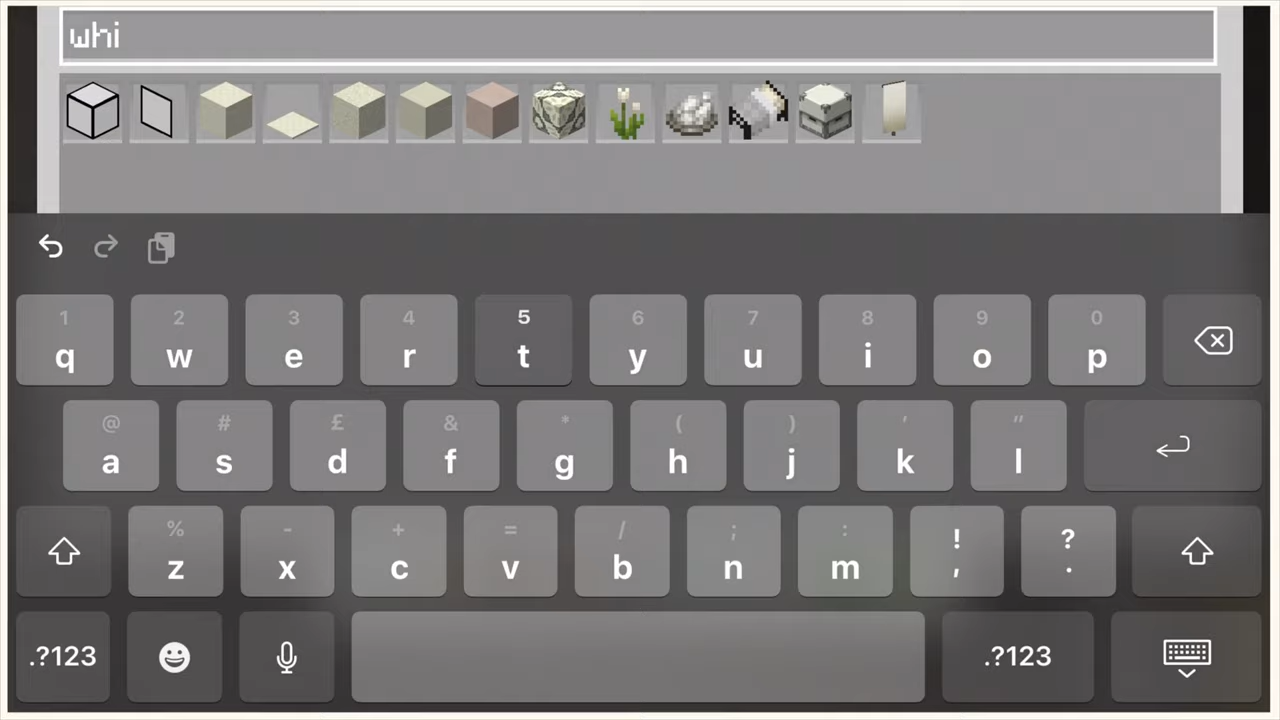 whi
1 2 3 4 5 6 7 8 9 0
q w e r t y u i o p
@ # £ & * ( ) ' "
a s d f g h j k l
% - + = / ; : ! ?
z x c v b n m , .
.?123 .?123